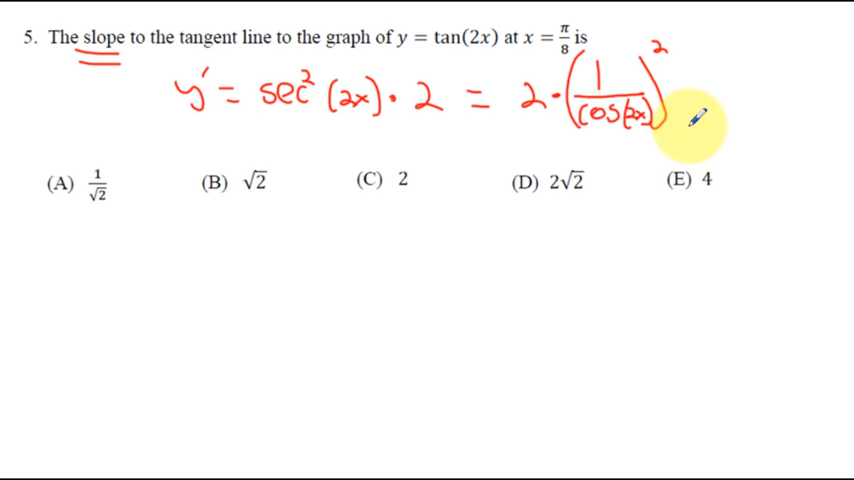 5. The slope to the tangent line to the graph of y = tan(2x) at x = π/8 is
y′ = sec²(2x) · 2 = 2 · (1/cos(2x))²
(A) 1/√2 (B) √2 (C) 2 (D) 2√2 (E) 4